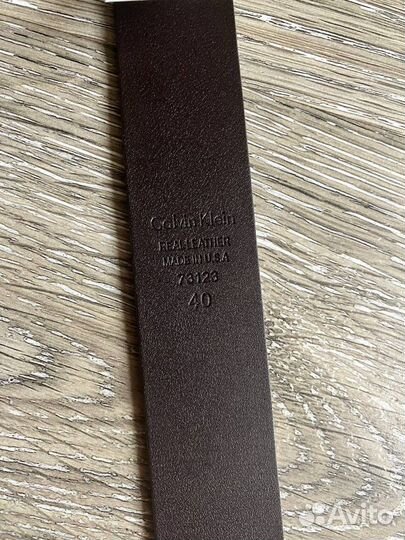 Calvin Klein
REAL LEATHER
MADE IN U.S.A
73123
40
Avito